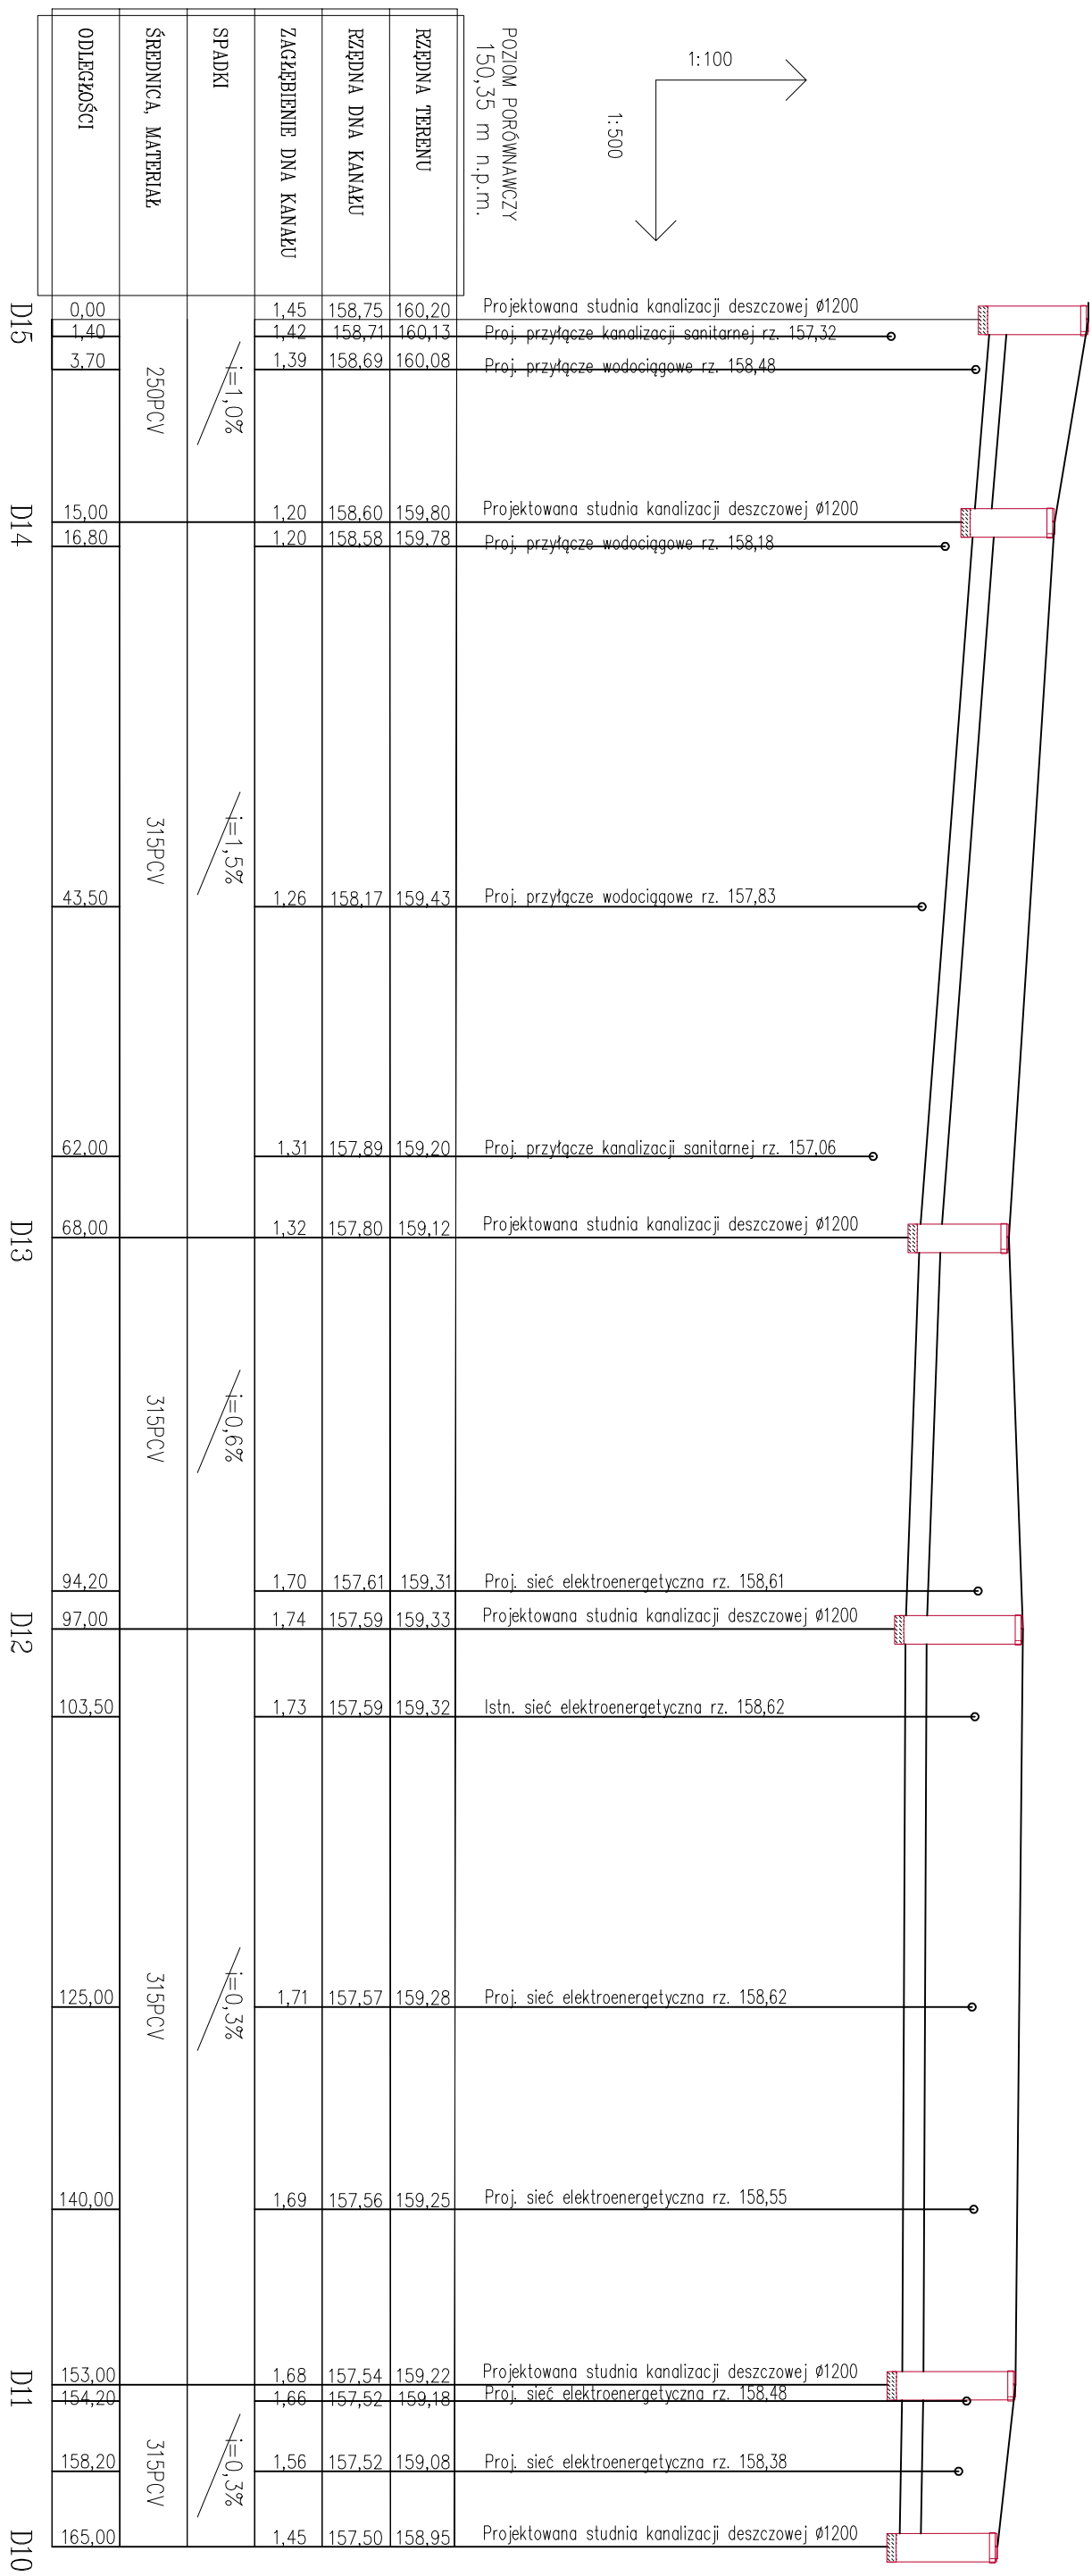 1:100
1:500
POZIOM PORÓWNAWCZY
150,35 m n.p.m.
RZĘDNA TERENU
RZĘDNA DNA KANAŁU
ZAGŁĘBIENIE DNA KANAŁU
SPADKI
ŚREDNICA, MATERIAŁ
ODLEGŁOŚCI
D15 0,00 1,45 158,75 160,20 Projektowana studnia kanalizacji deszczowej ø1200
1,40 1,42 158,71 160,13 Proj. przyłącze kanalizacji sanitarnej rz. 157,32
3,70 1,39 158,69 160,08 Proj. przyłącze wodociągowe rz. 158,48
250PCV i=1,0%
D14 15,00 1,20 158,60 159,80 Projektowana studnia kanalizacji deszczowej ø1200
16,80 1,20 158,58 159,78 Proj. przyłącze wodociągowe rz. 158,18
315PCV i=1,5%
43,50 1,26 158,17 159,43 Proj. przyłącze wodociągowe rz. 157,83
62,00 1,31 157,89 159,20 Proj. przyłącze kanalizacji sanitarnej rz. 157,06
D13 68,00 1,32 157,80 159,12 Projektowana studnia kanalizacji deszczowej ø1200
315PCV i=0,6%
94,20 1,70 157,61 159,31 Proj. sieć elektroenergetyczna rz. 158,61
D12 97,00 1,74 157,59 159,33 Projektowana studnia kanalizacji deszczowej ø1200
103,50 1,73 157,59 159,32 Istn. sieć elektroenergetyczna rz. 158,62
315PCV i=0,3%
125,00 1,71 157,57 159,28 Proj. sieć elektroenergetyczna rz. 158,62
140,00 1,69 157,56 159,25 Proj. sieć elektroenergetyczna rz. 158,55
D11 153,00 1,68 157,54 159,22 Projektowana studnia kanalizacji deszczowej ø1200
154,20 1,66 157,52 159,18 Proj. sieć elektroenergetyczna rz. 158,48
315PCV i=0,3%
158,20 1,56 157,52 159,08 Proj. sieć elektroenergetyczna rz. 158,38
D10 165,00 1,45 157,50 158,95 Projektowana studnia kanalizacji deszczowej ø1200